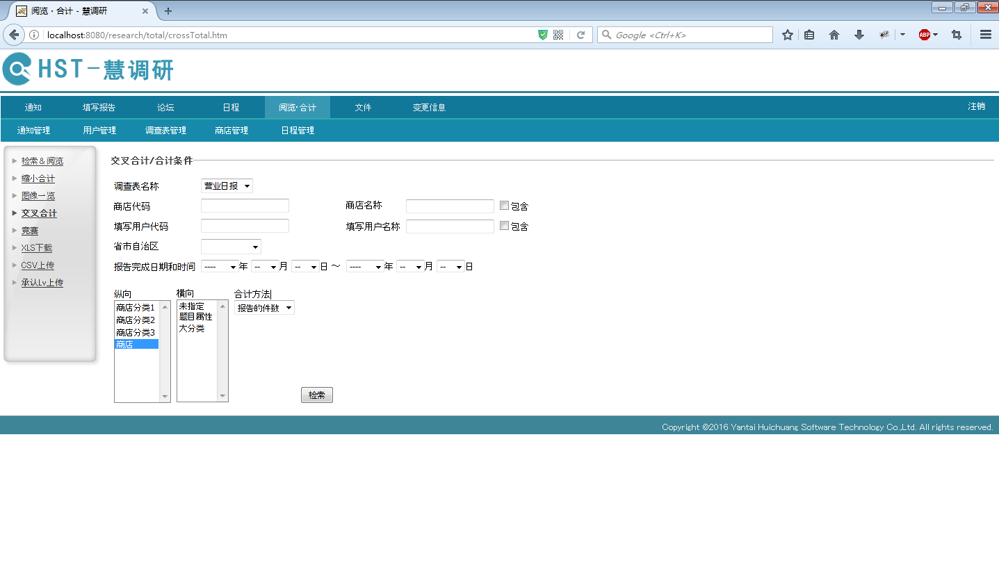 阅览 · 合计 - 慧调研
localhost:8080/research/total/crossTotal.htm
Google <Ctrl+K>
ABP
HST-慧调研
通知 填写报告 论坛 日程 阅览·合计 文件 变更信息 注销
通知管理 用户管理 调查表管理 商店管理 日程管理
检索＆阅览
缩小合计
图像一览
交叉合计
竞赛
XLS下载
CSV上传
承认Lv上传
交叉合计/合计条件
调查表名称 营业日报
商店代码 商店名称 包含
填写用户代码 填写用户名称 包含
省市自治区
报告完成日期和时间 ---- 年 -- 月 -- 日 ～ ---- 年 -- 月 -- 日
纵向 横向 合计方法
商店分类1
商店分类2
商店分类3
商店
未指定
题目属性
大分类
报告的件数
检索
Copyright ©2016 Yantai Huichuang Software Technology Co.,Ltd. All rights reserved.